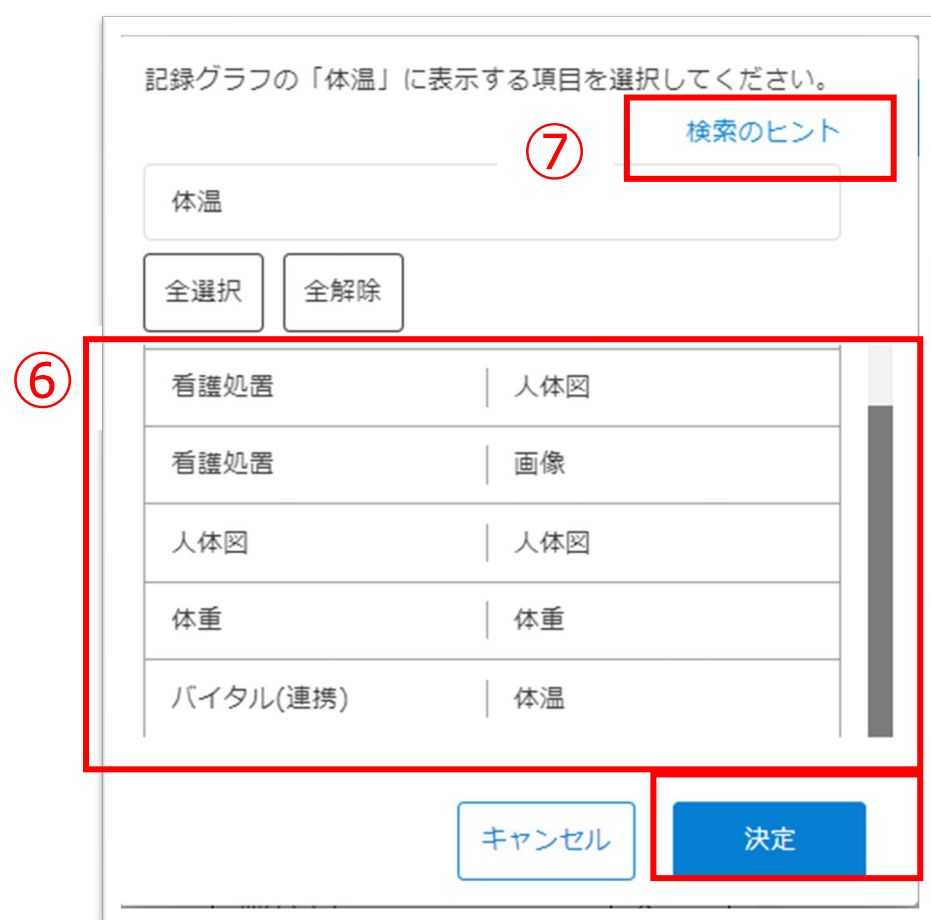 記録グラフの「体温」に表示する項目を選択してください。
⑦ 検索のヒント
体温
全選択 全解除
⑥
看護処置 人体図
看護処置 画像
人体図 人体図
体重 体重
バイタル(連携) 体温
キャンセル 決定